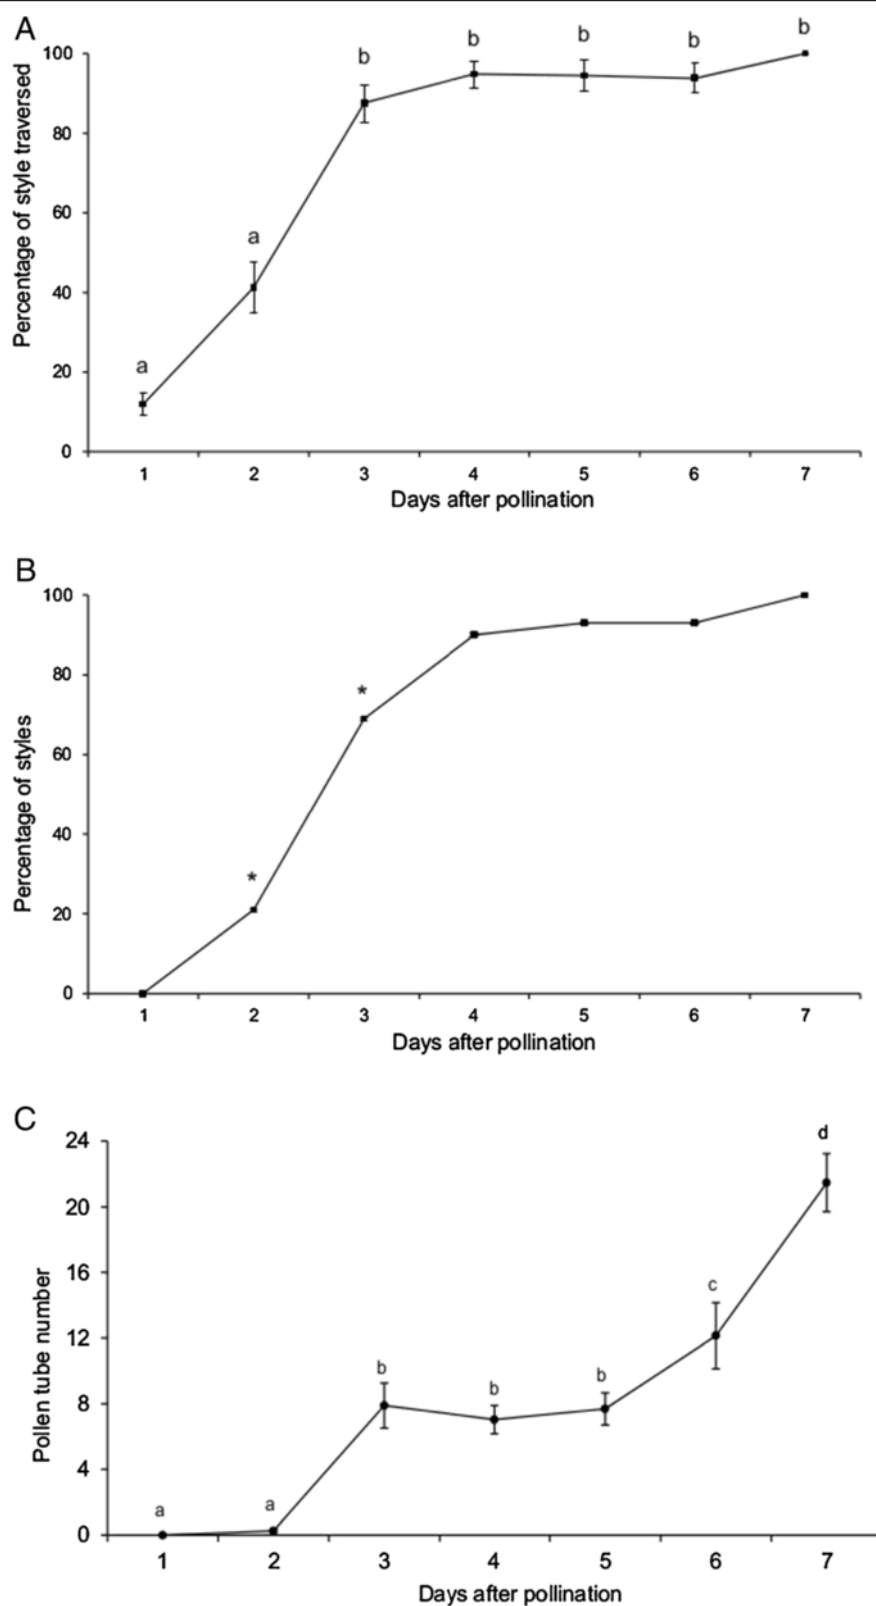 A
b
b
b
b
b
100
80
60
a
40
a
20
0
Percentage of style traversed
1 2 3 4 5 6 7
Days after pollination
B
100
80
*
60
40
*
20
0
Percentage of styles
1 2 3 4 5 6 7
Days after pollination
C
d
24
20
16
c
12
b
b
b
8
4
a
a
0
Pollen tube number
1 2 3 4 5 6 7
Days after pollination